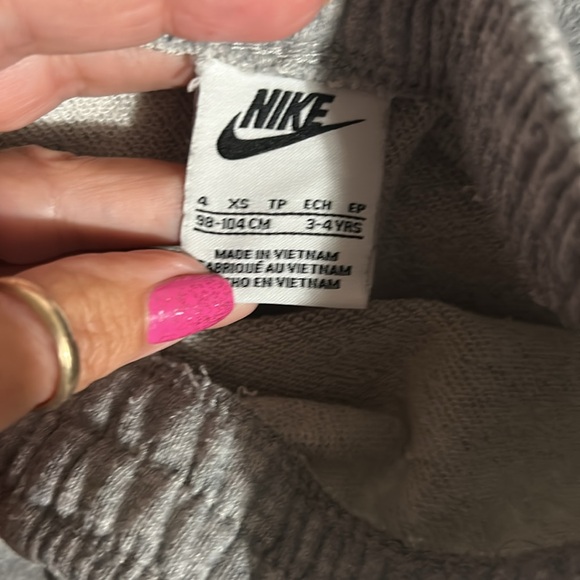 NIKE
4 XS TP ECH EP
98-104 CM 3-4 YRS
MADE IN VIETNAM
FABRIQUÉ AU VIETNAM
EN VIETNAM